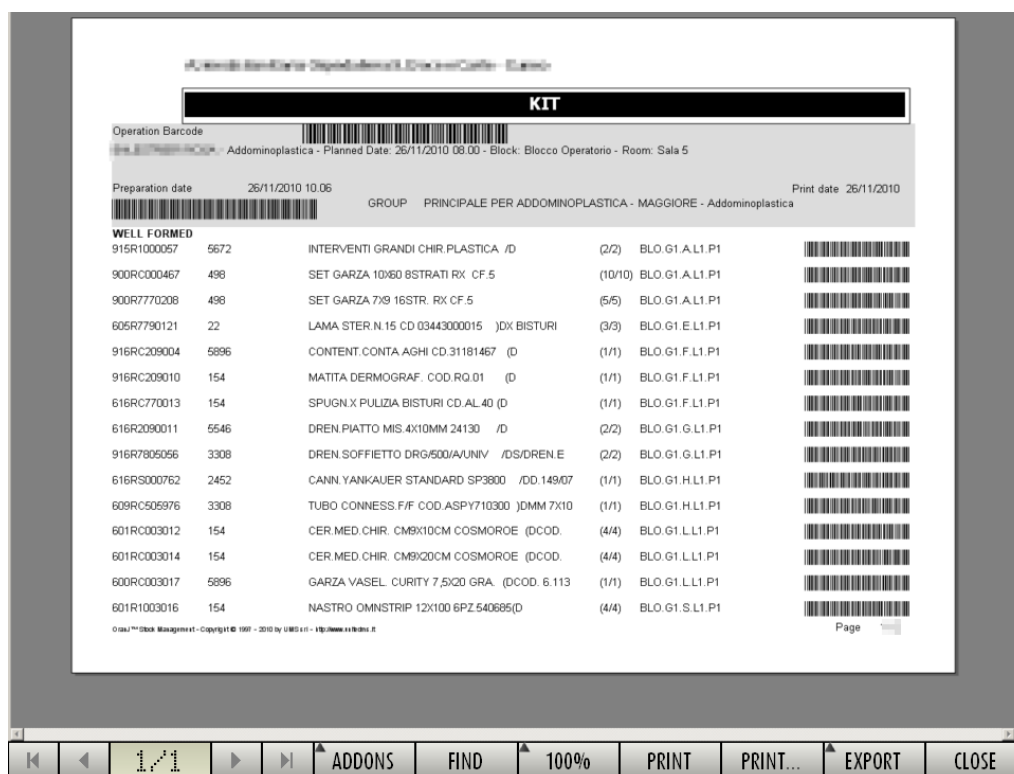 KIT
Operation Barcode
- Addominoplastica - Planned Date: 26/11/2010 08.00 - Block: Blocco Operatorio - Room: Sala 5
Preparation date 26/11/2010 10.06 Print date 26/11/2010
GROUP PRINCIPALE PER ADDOMINOPLASTICA - MAGGIORE - Addominoplastica
WELL FORMED
915R1000057 5672 INTERVENTI GRANDI CHIR.PLASTICA /D (2/2) BLO.G1.A.L1.P1
900RC000467 498 SET GARZA 10X60 8STRATI RX CF.5 (10/10) BLO.G1.A.L1.P1
900R7770208 498 SET GARZA 7X9 16STR. RX CF.5 (5/5) BLO.G1.A.L1.P1
605R7790121 22 LAMA STER.N.15 CD 03443000015 )DX BISTURI (3/3) BLO.G1.E.L1.P1
916RC209004 5896 CONTENT.CONTA AGHI CD.31181467 (D (1/1) BLO.G1.F.L1.P1
916RC209010 154 MATITA DERMOGRAF. COD.RQ.01 (D (1/1) BLO.G1.F.L1.P1
616RC770013 154 SPUGN.X PULIZIA BISTURI CD.AL.40 (D (1/1) BLO.G1.F.L1.P1
616R2090011 5546 DREN.PIATTO MIS.4X10MM 24130 /D (2/2) BLO.G1.G.L1.P1
916R7805056 3308 DREN.SOFFIETTO DRG/500/A/UNIV /DS/DREN.E (2/2) BLO.G1.G.L1.P1
616RS000762 2452 CANN.YANKAUER STANDARD SP3800 /DD.149/07 (1/1) BLO.G1.H.L1.P1
609RC505976 3308 TUBO CONNESS.F/F COD.ASPY710300 )DMM 7X10 (1/1) BLO.G1.H.L1.P1
601RC003012 154 CER.MED.CHIR. CM9X10CM COSMOROE (DCOD. (4/4) BLO.G1.L.L1.P1
601RC003014 154 CER.MED.CHIR. CM9X20CM COSMOROE (DCOD. (4/4) BLO.G1.L.L1.P1
600RC003017 5896 GARZA VASEL. CURITY 7,5X20 GRA. (DCOD. 6.113 (1/1) BLO.G1.L.L1.P1
601R1003016 154 NASTRO OMNSTRIP 12X100 6PZ.540685(D (4/4) BLO.G1.S.L1.P1
Stock Management - Copyright © 1997 - 2010 by Page
1/1 ADDONS FIND 100% PRINT PRINT... EXPORT CLOSE